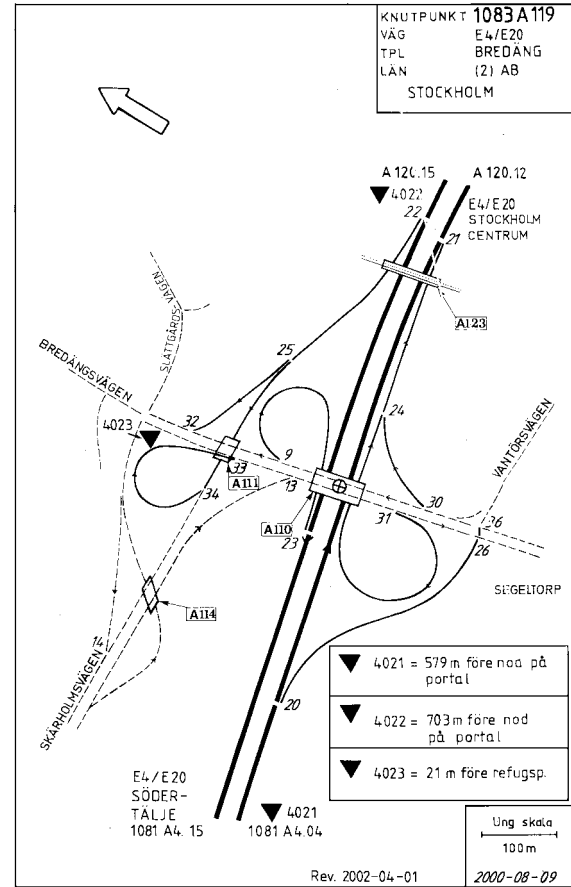 KNUTPUNKT 1083 A 119
VÄG E4/E20
TPL BREDÄNG
LÄN (2) AB
STOCKHOLM
A 120.15 A 120.12
4022
22
E4/E20
STOCKHOLM
CENTRUM
21
A123
SLÄTTGÅRDS-VÄGEN
BREDÄNGSVÄGEN
25
32
4023
24
VANTÖRSVÄGEN
33
9
A111
13
34
30
36
31
26
A110
23
SEGELTORP
A114
14
SKÄRHOLMSVÄGEN
20
4021 = 579 m före nod på
portal
4022 = 703 m före nod
på portal
4023 = 21 m före refugsp.
E4/E20
SÖDER-
TÄLJE
1081 A4.15
4021
1081 A4.04
Ung skala
100 m
Rev. 2002-04-01
2000-08-09